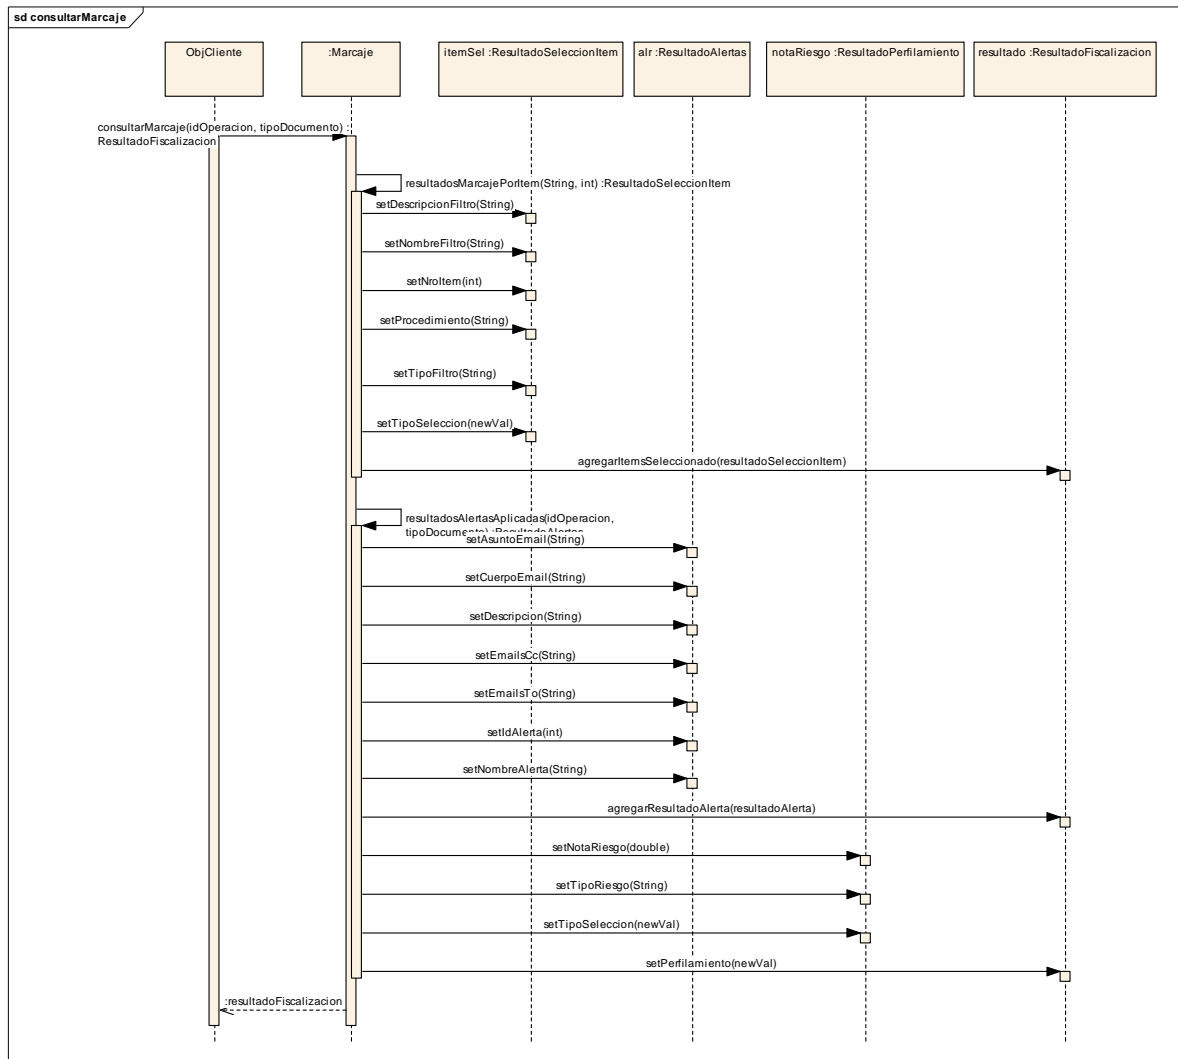 sd consultarMarcaje
ObjCliente
:Marcaje
itemSel :ResultadoSeleccionItem
alr :ResultadoAlertas
notaRiesgo :ResultadoPerfilamiento
resultado :ResultadoFiscalizacion
consultarMarcaje(idOperacion, tipoDocumento) :
ResultadoFiscalizacion
resultadosMarcajePorItem(String, int) :ResultadoSeleccionItem
setDescripcionFiltro(String)
setNombreFiltro(String)
setNroItem(int)
setProcedimiento(String)
setTipoFiltro(String)
setTipoSeleccion(newVal)
agregarItemsSeleccionado(resultadoSeleccionItem)
resultadosAlertasAplicadas(idOperacion,
tipoDocumento) :ResultadoAlertas
setAsuntoEmail(String)
setCuerpoEmail(String)
setDescripcion(String)
setEmailsCc(String)
setEmailsTo(String)
setIdAlerta(int)
setNombreAlerta(String)
agregarResultadoAlerta(resultadoAlerta)
setNotaRiesgo(double)
setTipoRiesgo(String)
setTipoSeleccion(newVal)
setPerfilamiento(newVal)
:resultadoFiscalizacion